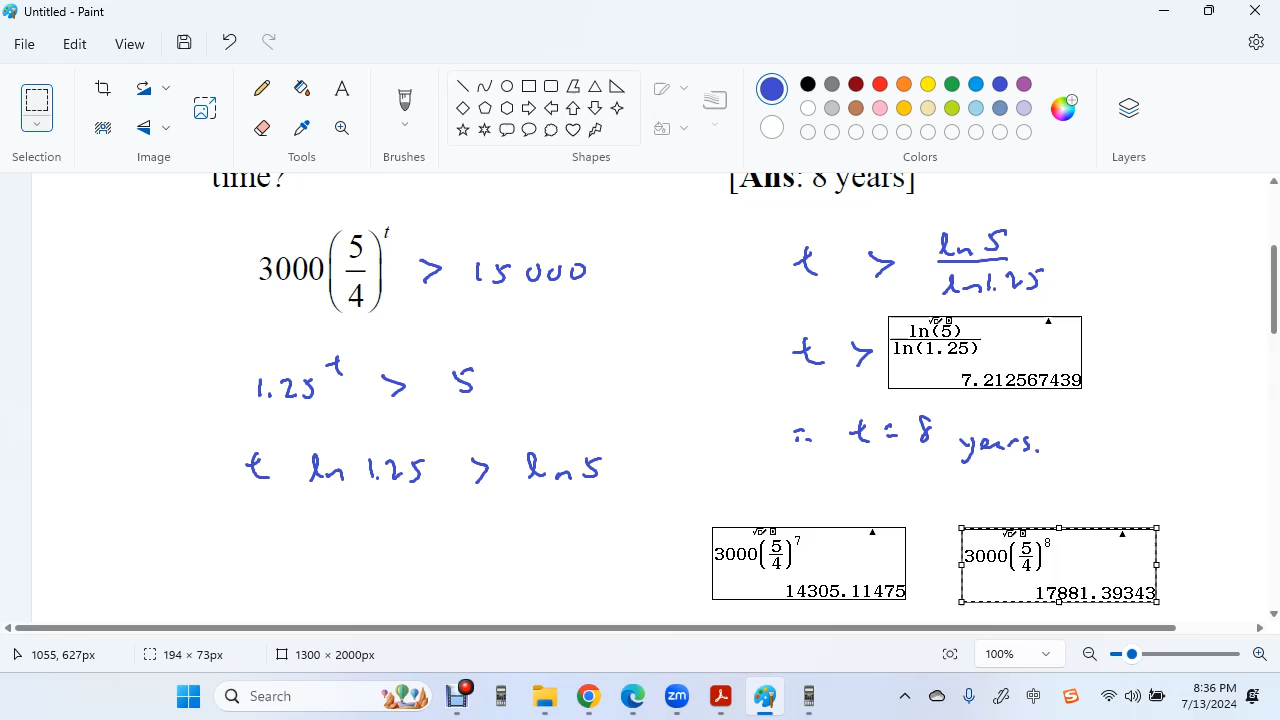 Untitled - Paint
File Edit View
Selection Image Tools Brushes Shapes Colors Layers
time?
[Ans: 8 years]
3000(5/4)^t > 15000
1.25^t > 5
t ln 1.25 > ln 5
t > ln 5 / ln 1.25
t > ln(5) / ln(1.25)
7.212567439
∴ t = 8 years.
3000(5/4)^7
14305.11475
3000(5/4)^8
17881.39343
1055, 627px 194 × 73px 1300 × 2000px 100%
Search
zm
中
8:36 PM
7/13/2024